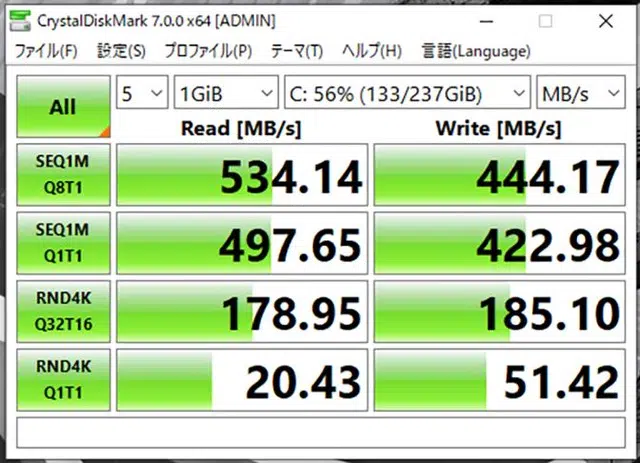 CrystalDiskMark 7.0.0 x64 [ADMIN]
ファイル(F) 設定(S) プロファイル(P) テーマ(T) ヘルプ(H) 言語(Language)
All 5 1GiB C: 56% (133/237GiB) MB/s
Read [MB/s] Write [MB/s]
SEQ1M
Q8T1 534.14 444.17
SEQ1M
Q1T1 497.65 422.98
RND4K
Q32T16 178.95 185.10
RND4K
Q1T1 20.43 51.42